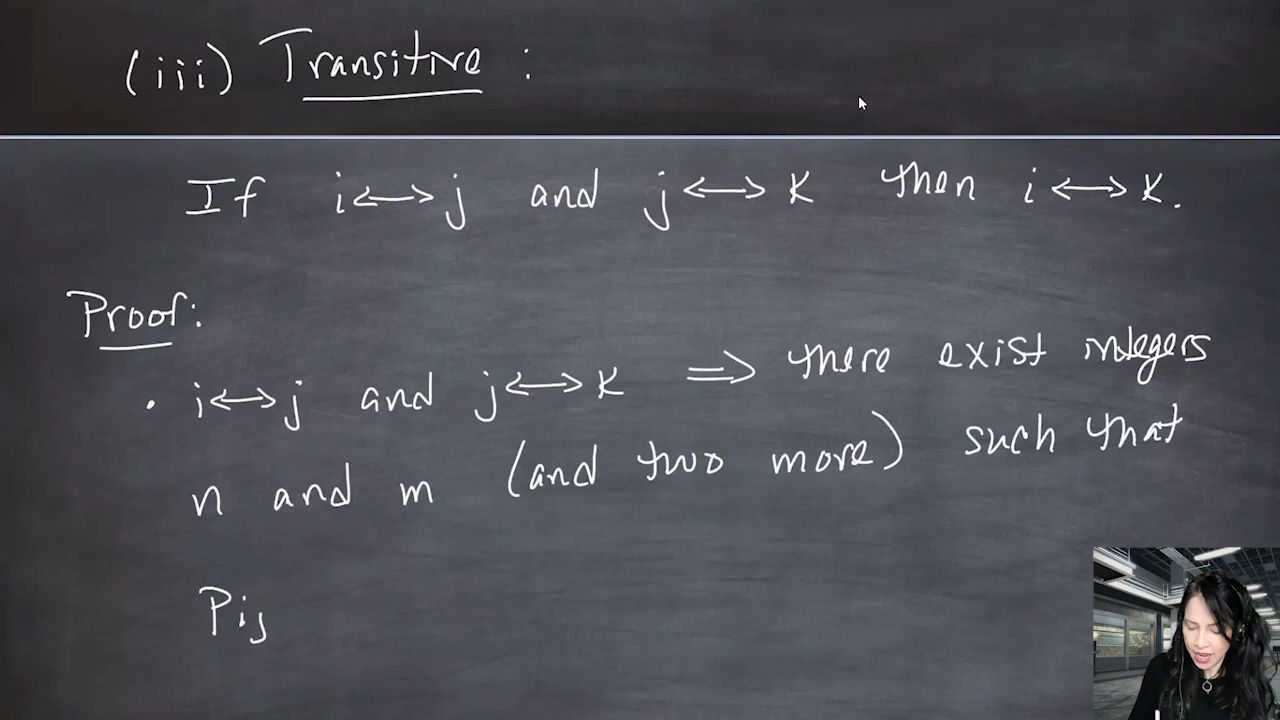 (iii) Transitive :
If i↔j and j↔k then i↔k.
Proof:
• i↔j and j↔k ⇒ there exist integers
n and m (and two more) such that
Pij